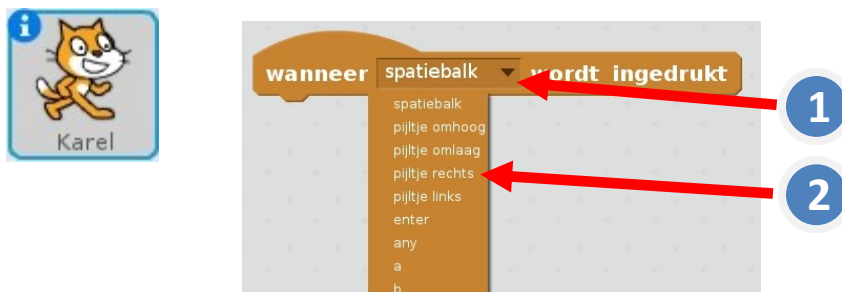 i
Karel
wanneer spatiebalk wordt ingedrukt
spatiebalk
pijltje omhoog
pijltje omlaag
pijltje rechts
pijltje links
enter
any
a
b
1
2